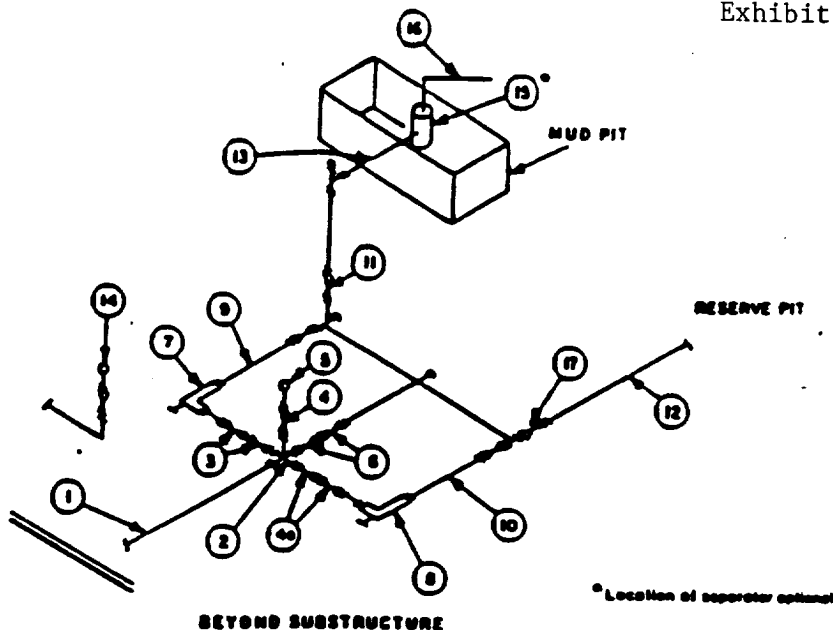 Exhibit
16
15*
MUD PIT
13
11
14
9
RESERVE PIT
7
5
17
4
12
3
6
1
2
4a
10
8
* Location of separator optional
BEYOND SUBSTRUCTURE